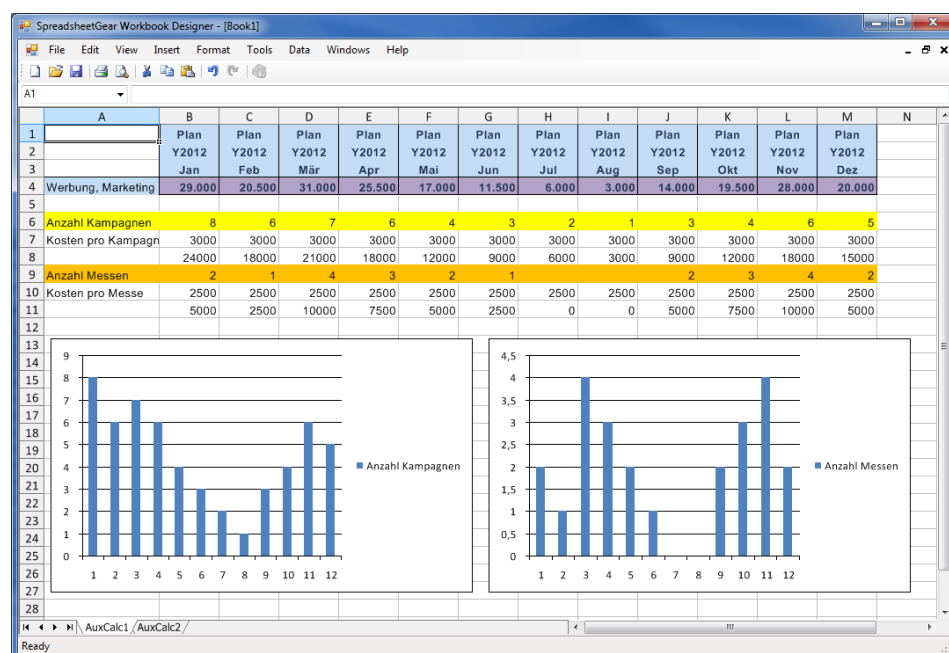 SpreadsheetGear Workbook Designer - [Book1]
File Edit View Insert Format Tools Data Windows Help
A1
A B C D E F G H I J K L M N
1 Plan Plan Plan Plan Plan Plan Plan Plan Plan Plan Plan Plan
2 Y2012 Y2012 Y2012 Y2012 Y2012 Y2012 Y2012 Y2012 Y2012 Y2012 Y2012 Y2012
3 Jan Feb Mär Apr Mai Jun Jul Aug Sep Okt Nov Dez
4 Werbung, Marketing 29.000 20.500 31.000 25.500 17.000 11.500 6.000 3.000 14.000 19.500 28.000 20.000
5
6 Anzahl Kampagnen 8 6 7 6 4 3 2 1 3 4 6 5
7 Kosten pro Kampagn 3000 3000 3000 3000 3000 3000 3000 3000 3000 3000 3000 3000
8 24000 18000 21000 18000 12000 9000 6000 3000 9000 12000 18000 15000
9 Anzahl Messen 2 1 4 3 2 1 2 3 4 2
10 Kosten pro Messe 2500 2500 2500 2500 2500 2500 2500 2500 2500 2500 2500 2500
11 5000 2500 10000 7500 5000 2500 0 0 5000 7500 10000 5000
12
13
14
15
16
17
18
19
20
21
22
23
24
25
26
27
28
9
8
7
6
5
4
3
2
1
0
1 2 3 4 5 6 7 8 9 10 11 12
Anzahl Kampagnen
4,5
4
3,5
3
2,5
2
1,5
1
0,5
0
1 2 3 4 5 6 7 8 9 10 11 12
Anzahl Messen
AuxCalc1 AuxCalc2
Ready